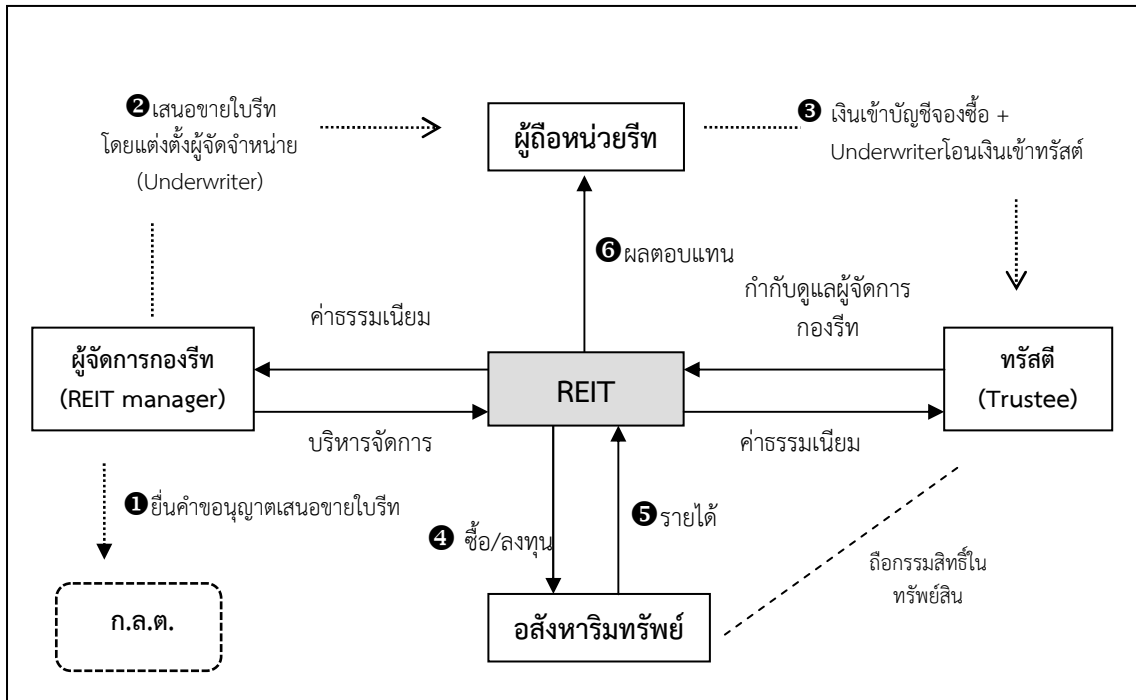 ❷เสนอขายใบรีท
โดยแต่งตั้งผู้จัดจำหน่าย
(Underwriter)
ผู้ถือหน่วยรีท
❸ เงินเข้าบัญชีจองซื้อ +
Underwriterโอนเงินเข้าทรัสต์
❻ผลตอบแทน
กำกับดูแลผู้จัดการ
กองรีท
ค่าธรรมเนียม
ผู้จัดการกองรีท
(REIT manager)
REIT
ทรัสตี
(Trustee)
บริหารจัดการ
ค่าธรรมเนียม
❶ยื่นคำขออนุญาตเสนอขายใบรีท
❹ ซื้อ/ลงทุน
❺รายได้
ถือกรรมสิทธิ์ใน
ทรัพย์สิน
ก.ล.ต.
อสังหาริมทรัพย์